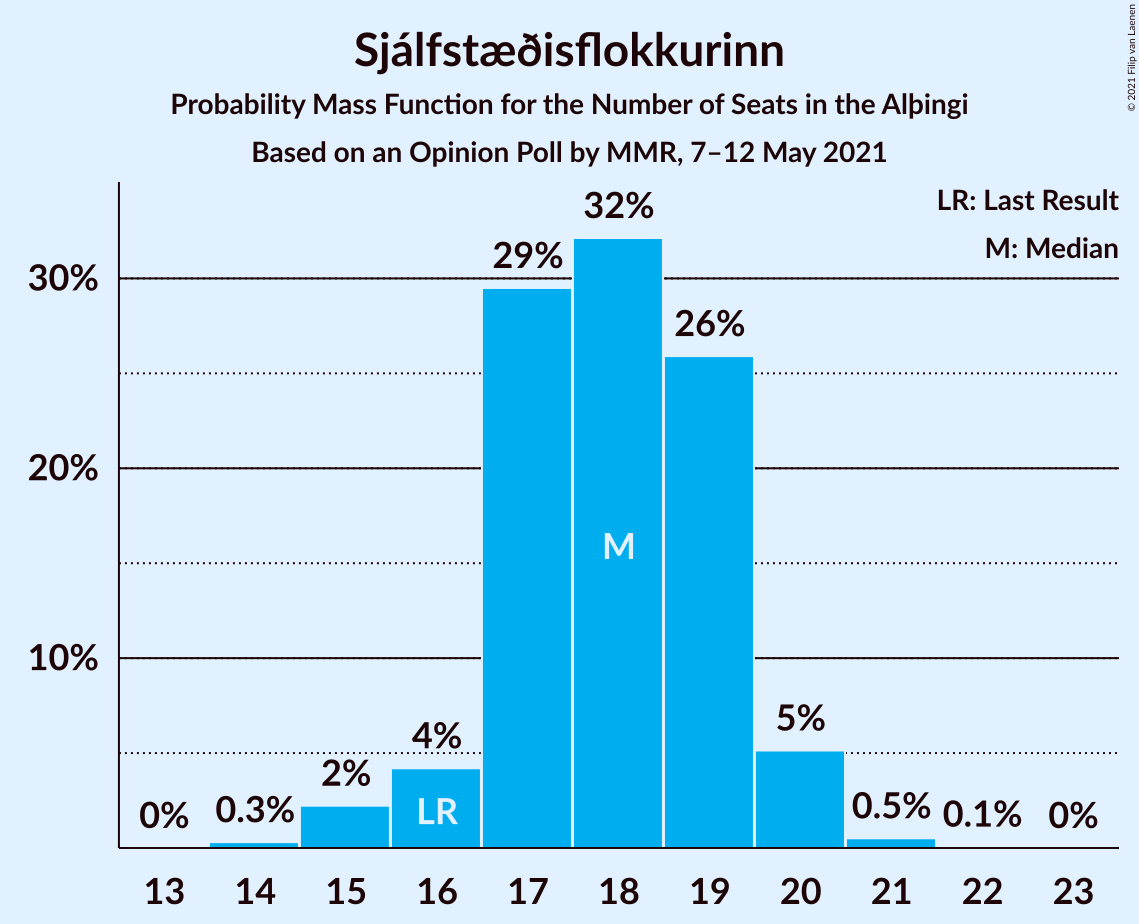 © 2021 Filip van Laenen
Sjálfstæðisflokkurinn
Probability Mass Function for the Number of Seats in the Alþingi
Based on an Opinion Poll by MMR, 7–12 May 2021
LR: Last Result
M: Median
30%
20%
10%
0%
0.3%
2%
4%
29%
32%
26%
5%
0.5%
0.1%
0%
LR
M
13 14 15 16 17 18 19 20 21 22 23